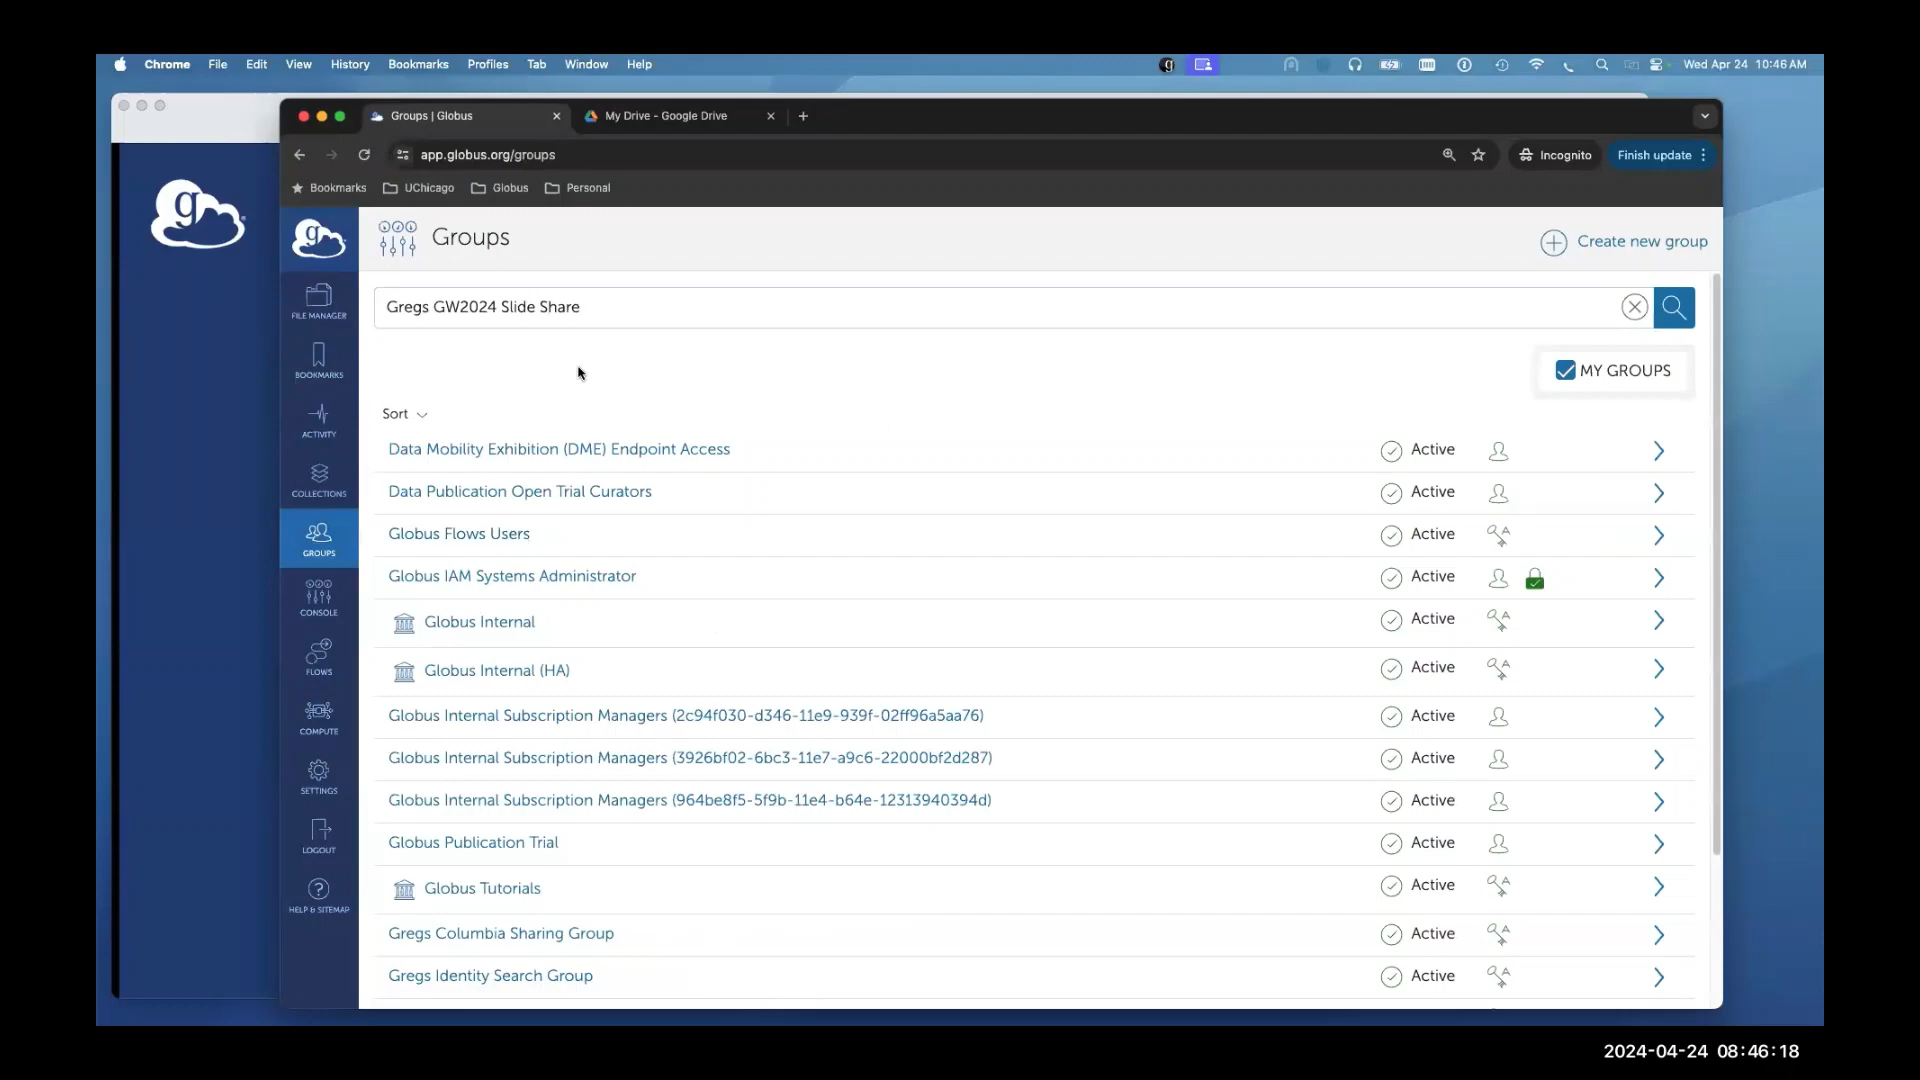 Chrome File Edit View History Bookmarks Profiles Tab Window Help g Wed Apr 24 10:46 AM
Groups | Globus My Drive - Google Drive
app.globus.org/groups Incognito Finish update
Bookmarks UChicago Globus Personal
g
g
Groups
Create new group
Gregs GW2024 Slide Share
MY GROUPS
FILE MANAGER
BOOKMARKS
ACTIVITY
COLLECTIONS
GROUPS
CONSOLE
FLOWS
COMPUTE
SETTINGS
LOGOUT
HELP & SITEMAP
Sort
Data Mobility Exhibition (DME) Endpoint Access Active
Data Publication Open Trial Curators Active
Globus Flows Users Active
Globus IAM Systems Administrator Active
Globus Internal Active
Globus Internal (HA) Active
Globus Internal Subscription Managers (2c94f030-d346-11e9-939f-02ff96a5aa76) Active
Globus Internal Subscription Managers (3926bf02-6bc3-11e7-a9c6-22000bf2d287) Active
Globus Internal Subscription Managers (964be8f5-5f9b-11e4-b64e-12313940394d) Active
Globus Publication Trial Active
Globus Tutorials Active
Gregs Columbia Sharing Group Active
Gregs Identity Search Group Active
2024-04-24 08:46:18